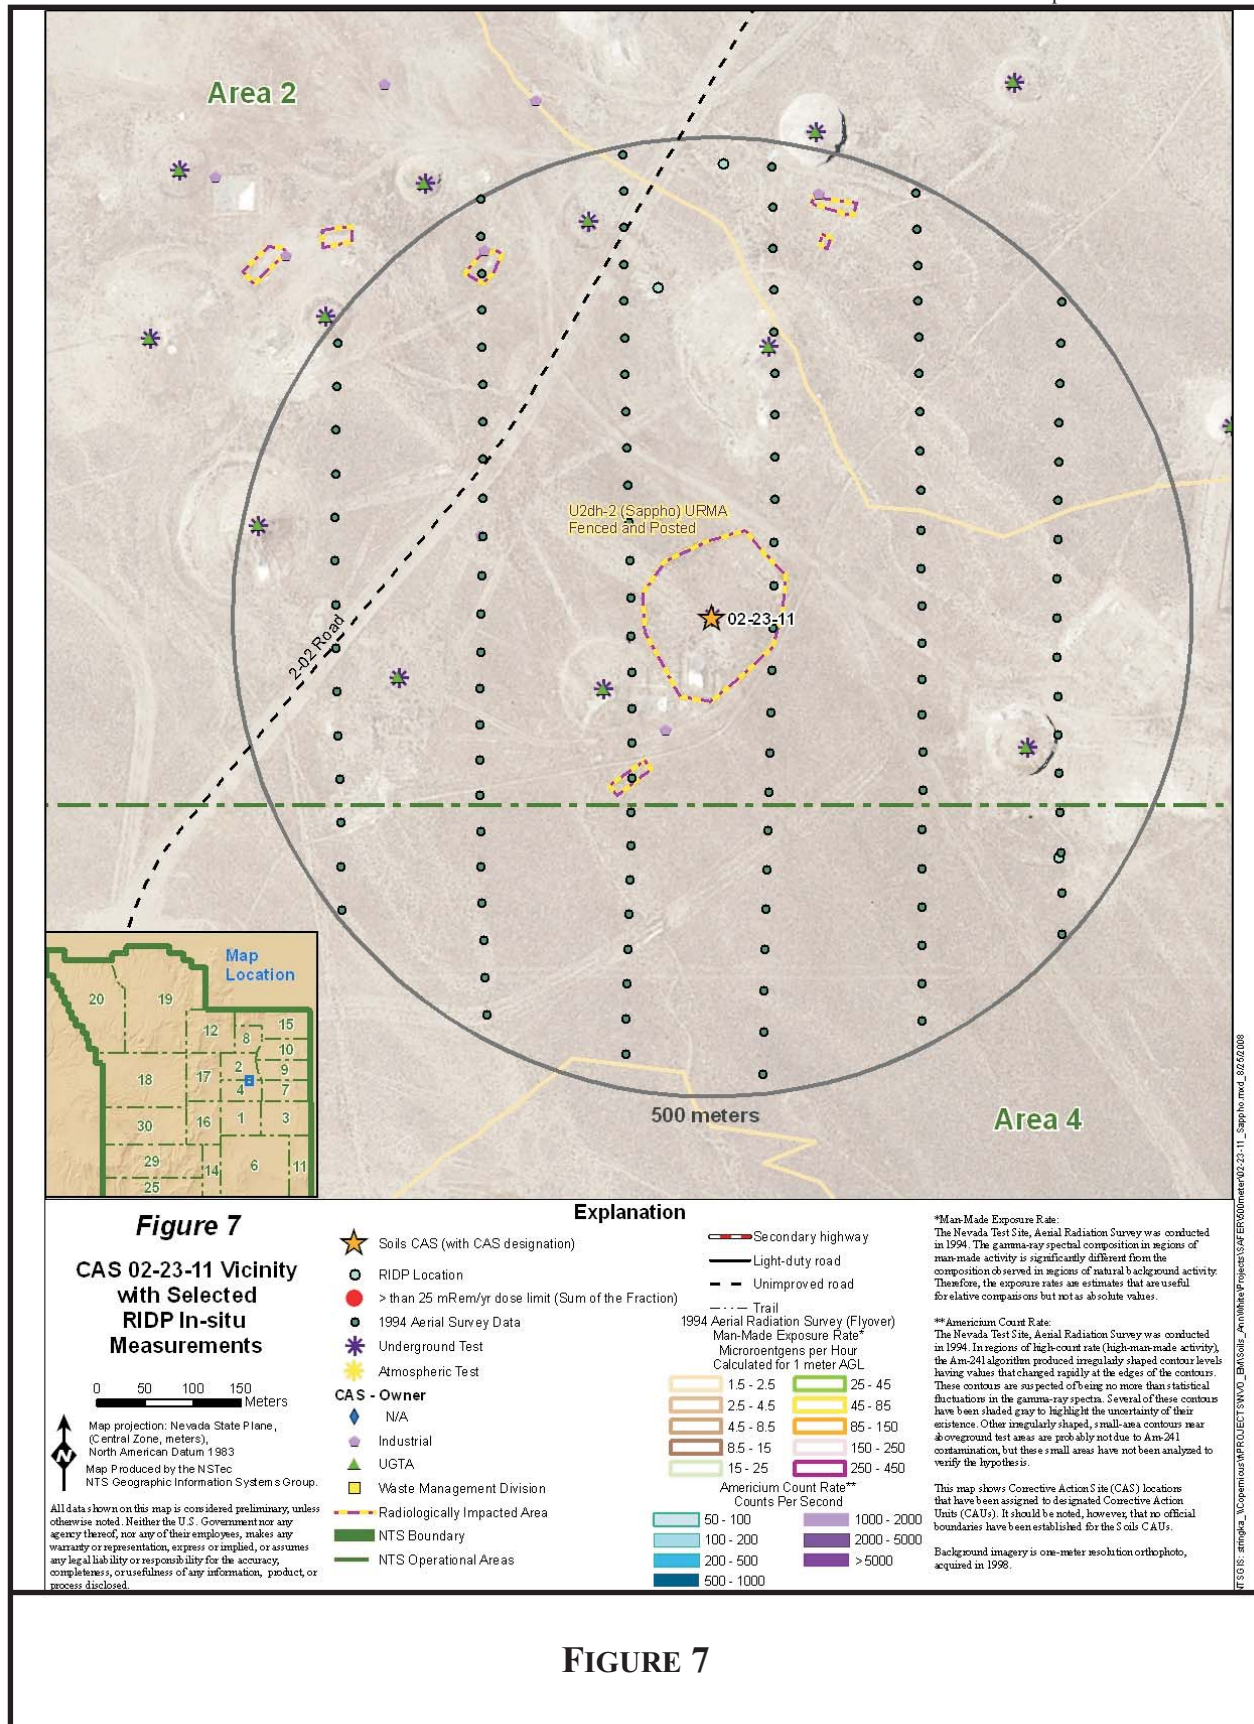 Area 2
U2dh-2 (Sappho) URMA
Fenced and Posted
02-23-11
2-02 Road
500 meters
Area 4
Map
Location
20
19
12
8
15
10
2
9
18
17
4
7
30
16
1
3
29
14
6
11
25
Figure 7
CAS 02-23-11 Vicinity
with Selected
RIDP In-situ
Measurements
0 50 100 150
Meters
N
Map projection: Nevada State Plane,
(Central Zone, meters),
North American Datum 1983
Map Produced by the NSTec
NTS Geographic Information Systems Group.
All data shown on this map is considered preliminary, unless
otherwise noted. Neither the U.S. Government nor any
agency thereof, nor any of their employees, makes any
warranty or representation, express or implied, or assumes
any legal liability or responsibility for the accuracy,
completeness, or usefulness of any information, product, or
process disclosed.
Explanation
Soils CAS (with CAS designation)
RIDP Location
> than 25 mRem/yr dose limit (Sum of the Fraction)
1994 Aerial Survey Data
Underground Test
Atmospheric Test
CAS - Owner
N/A
Industrial
UGTA
Waste Management Division
Radiologically Impacted Area
NTS Boundary
NTS Operational Areas
Secondary highway
Light-duty road
Unimproved road
Trail
1994 Aerial Radiation Survey (Flyover)
Man-Made Exposure Rate*
Microroentgens per Hour
Calculated for 1 meter AGL
1.5 - 2.5 25 - 45
2.5 - 4.5 45 - 85
4.5 - 8.5 85 - 150
8.5 - 15 150 - 250
15 - 25 250 - 450
Americium Count Rate**
Counts Per Second
50 - 100 1000 - 2000
100 - 200 2000 - 5000
200 - 500 >5000
500 - 1000
*Man-Made Exposure Rate:
The Nevada Test Site, Aerial Radiation Survey was conducted
in 1994. The gamma-ray spectral composition in regions of
man-made activity is significantly different from the
composition observed in regions of natural background activity.
Therefore, the exposure rates are estimates that are useful
for relative comparisons but not as absolute values.
**Americium Count Rate:
The Nevada Test Site, Aerial Radiation Survey was conducted
in 1994. In regions of high-count rate (high-man-made activity),
the Am-241 algorithm produced irregularly shaped contour levels
having values that changed rapidly at the edges of the contours.
These contours are suspected of being no more than statistical
fluctuations in the gamma-ray spectra. Several of these contours
have been shaded gray to highlight the uncertainty of their
existence. Other irregularly shaped, small-area contours near
aboveground test areas are probably not due to Am-241
contamination, but these small areas have not been analyzed to
verify the hypothesis.
This map shows Corrective Action Site (CAS) locations
that have been assigned to designated Corrective Action
Units (CAUs). It should be noted, however, that no official
boundaries have been established for the Soils CAUs.
Background imagery is one-meter resolution orthophoto,
acquired in 1998.
FIGURE 7